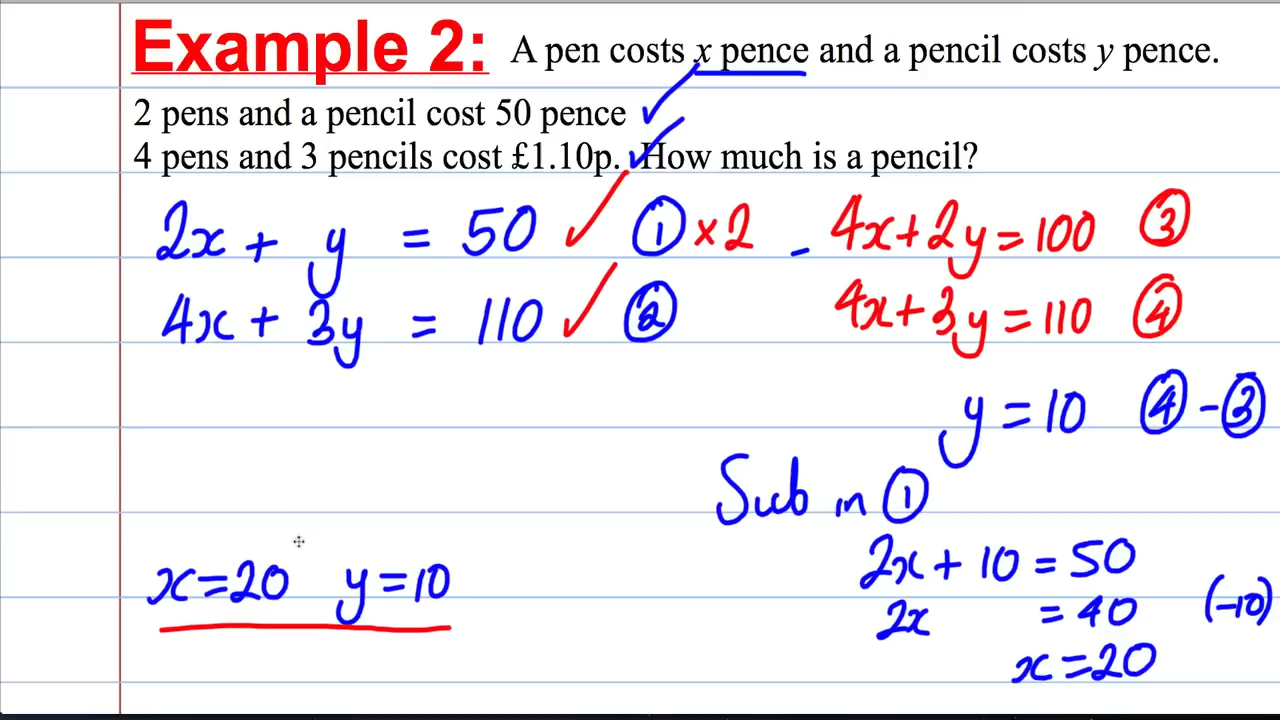 Example 2: A pen costs x pence and a pencil costs y pence.
2 pens and a pencil cost 50 pence
4 pens and 3 pencils cost £1.10p. How much is a pencil?
2x + y = 50 ✓ ① ×2 - 4x+2y=100 ③
4x + 3y = 110 ✓ ② 4x+3y=110 ④
y = 10 ④-③
Sub in ①
2x + 10 = 50
x=20 y=10
2x = 40 (-10)
x=20